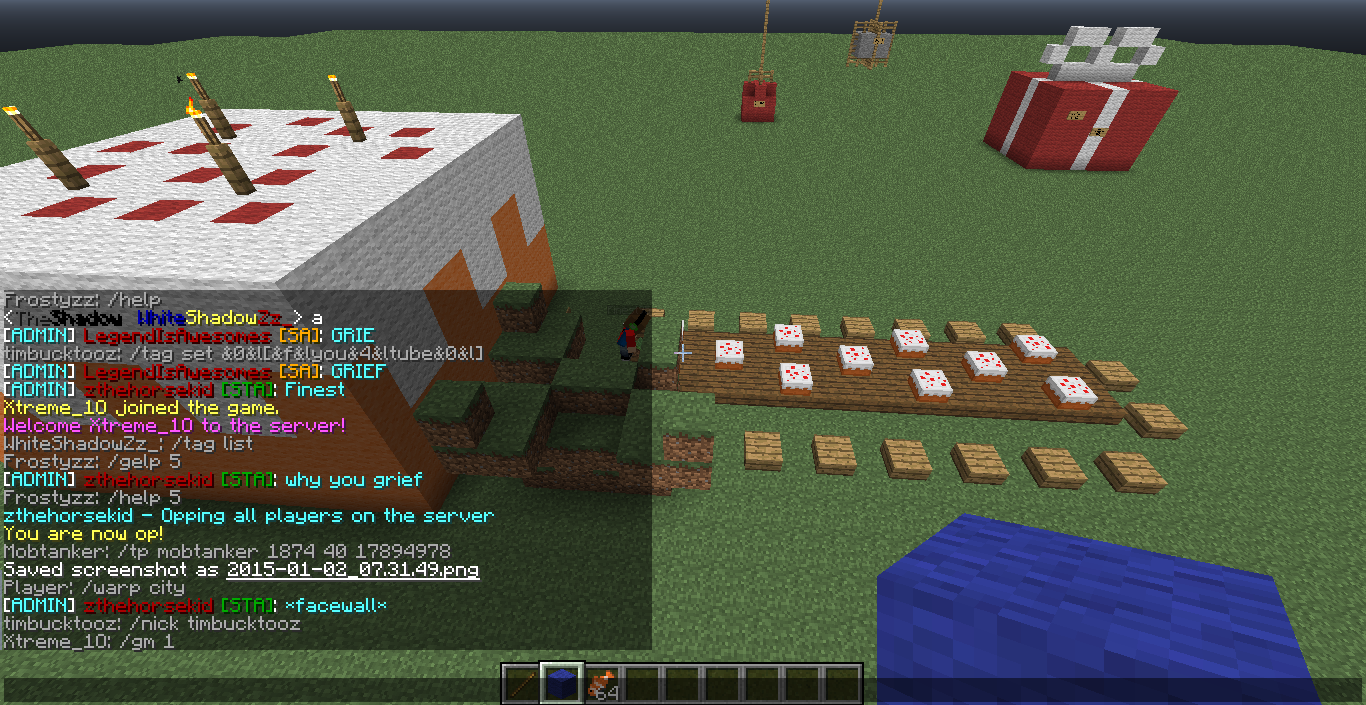 Frostyzz: /help
< TheShadow WhiteShadowZz_> a
[ADMIN] LegendIsAwesomes [SA]: GRIE
timbucktooz: /tag set &0&l[&f&lyou&4&ltube&0&l]
[ADMIN] LegendIsAwesomes [SA]: GRIEF
[ADMIN] zthehorsekid [STA]: Finest
Xtreme_10 joined the game.
Welcome Xtreme_10 to the server!
WhiteShadowZz_: /tag list
Frostyzz: /gelp 5
[ADMIN] zthehorsekid [STA]: why you grief
Frostyzz: /help 5
zthehorsekid - Opping all players on the server
You are now op!
Mobtanker: /tp mobtanker 1874 40 17894978
Saved screenshot as 2015-01-02_07.31.49.png
Player: /warp city
[ADMIN] zthehorsekid [STA]: *facewall*
timbucktooz: /nick timbucktooz
Xtreme_10: /gm 1
64